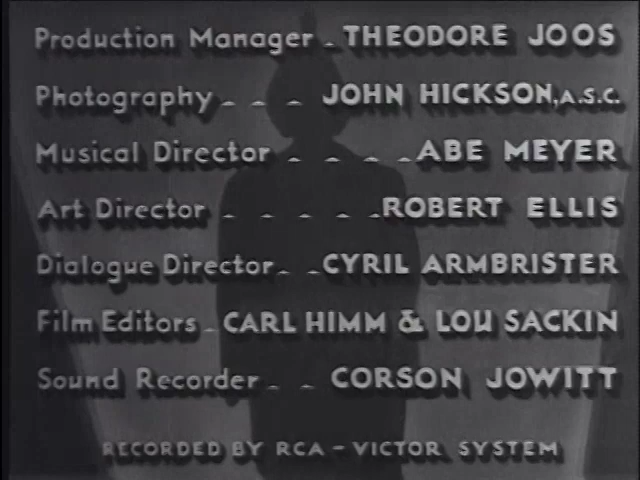 Production Manager - THEODORE JOOS
Photography - - - JOHN HICKSON, A.S.C.
Musical Director - - - - ABE MEYER
Art Director - - - - - ROBERT ELLIS
Dialogue Director - - CYRIL ARMBRISTER
Film Editors - CARL HIMM & LOU SACKIN
Sound Recorder - - CORSON JOWITT
RECORDED BY RCA - VICTOR SYSTEM